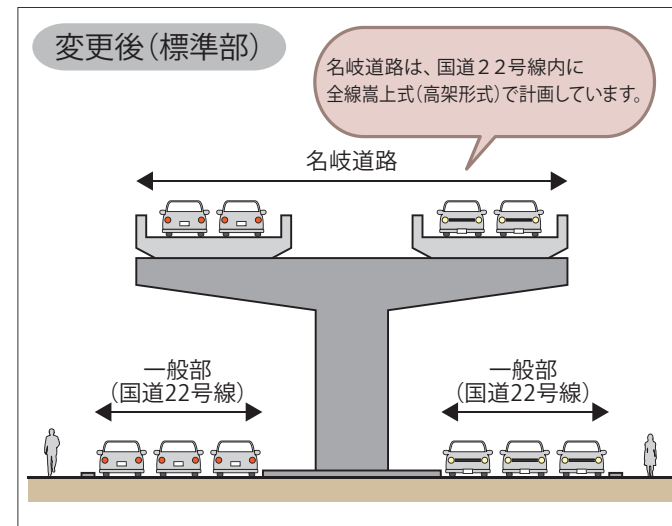 変更後(標準部)
名岐道路は、国道２２号線内に
全線嵩上式(高架形式)で計画しています。
名岐道路
一般部
(国道22号線)
一般部
(国道22号線)